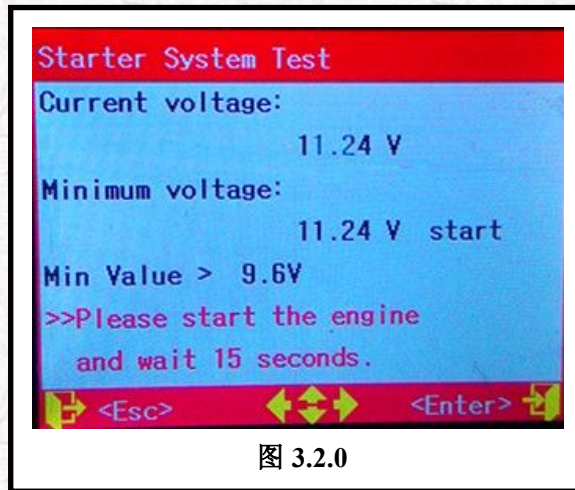 Starter System Test
Current voltage:
11.24 V
Minimum voltage:
11.24 V start
Min Value > 9.6V
>>Please start the engine
and wait 15 seconds.
<Esc> <Enter>
图 3.2.0